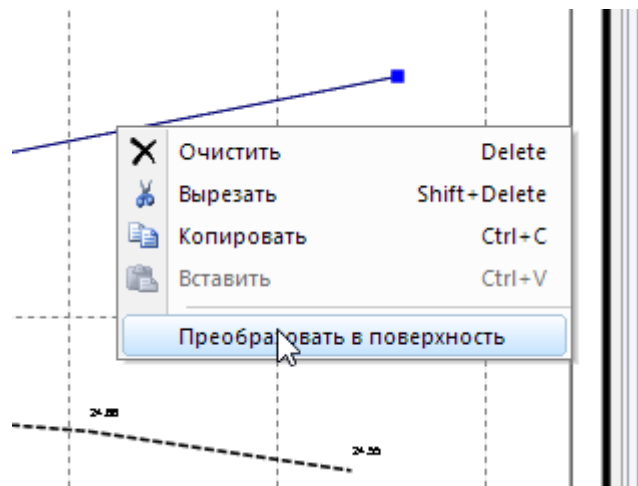 Очистить Delete
Вырезать Shift+Delete
Копировать Ctrl+C
Вставить Ctrl+V
Преобразовать в поверхность